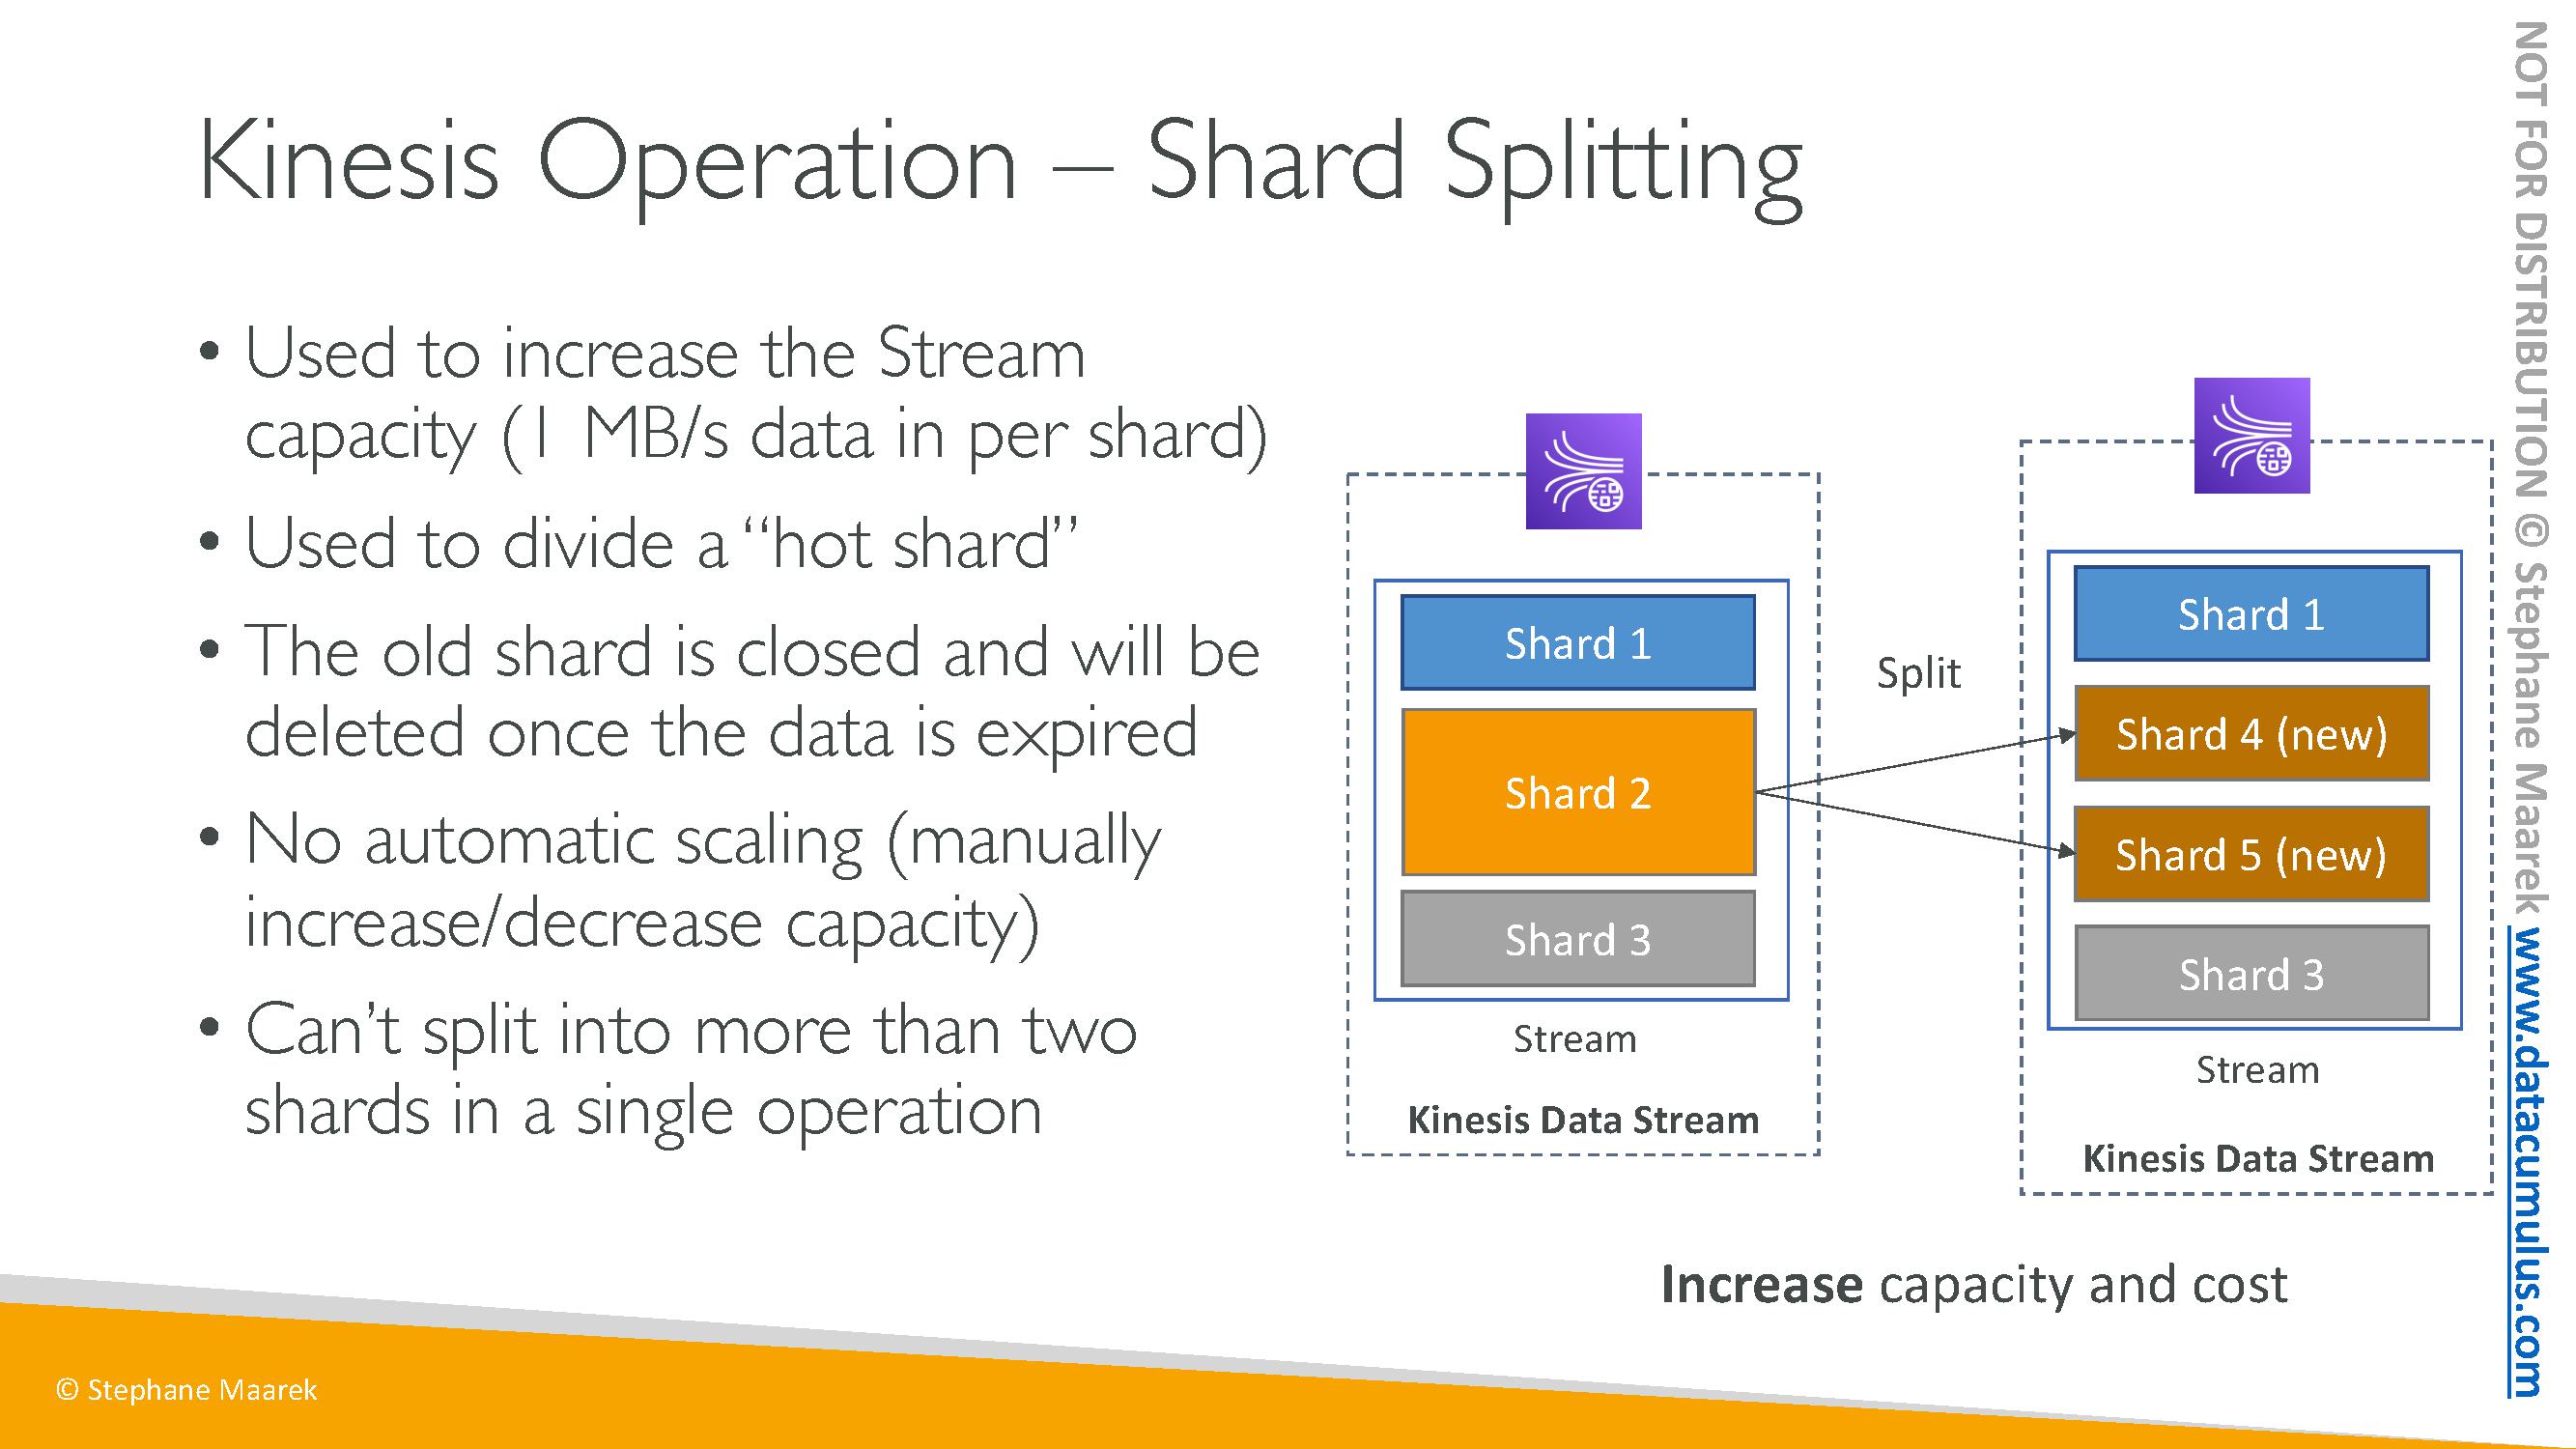 Kinesis Operation – Shard Splitting
• Used to increase the Stream
capacity (1 MB/s data in per shard)
• Used to divide a “hot shard”
• The old shard is closed and will be
deleted once the data is expired
• No automatic scaling (manually
increase/decrease capacity)
• Can’t split into more than two
shards in a single operation
Shard 1
Shard 2
Shard 3
Stream
Kinesis Data Stream
Split
Shard 1
Shard 4 (new)
Shard 5 (new)
Shard 3
Stream
Kinesis Data Stream
Increase capacity and cost
© Stephane Maarek
NOT FOR DISTRIBUTION © Stephane Maarek www.datacumulus.com